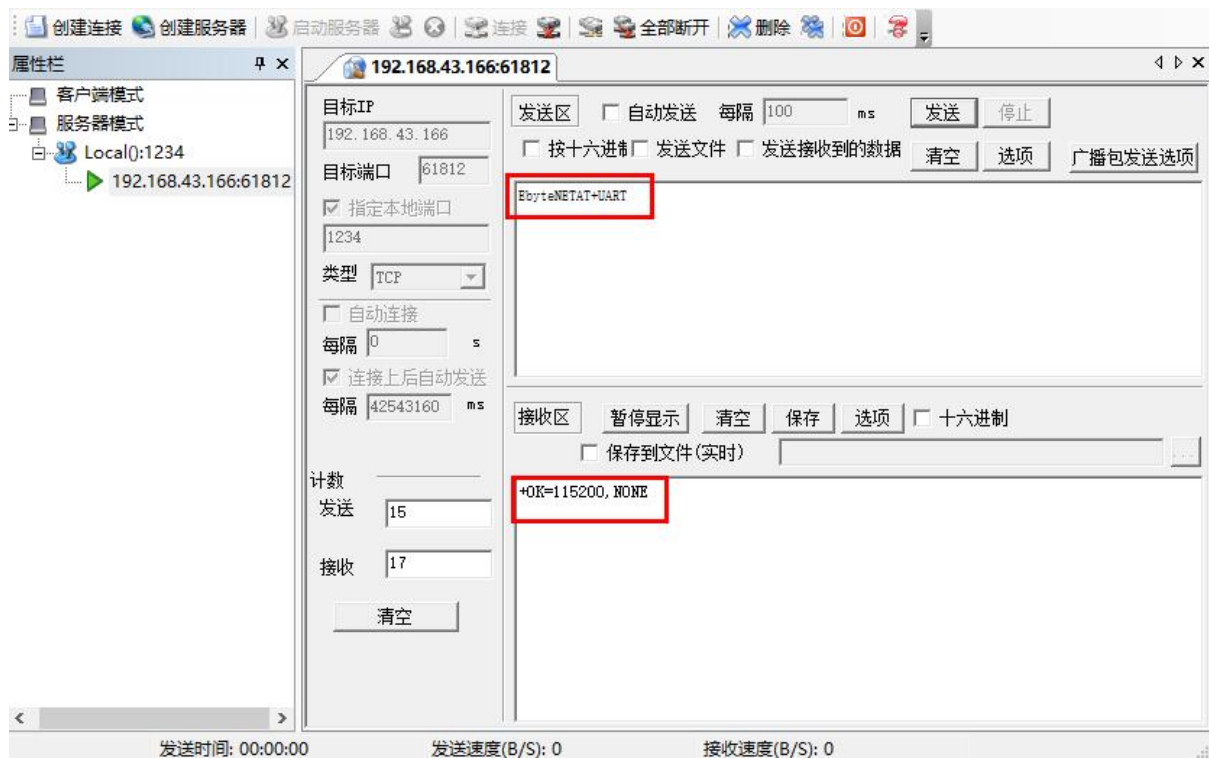 创建连接 创建服务器 启动服务器 连接 全部断开 删除
属性栏
192.168.43.166:61812
客户端模式
服务器模式
Local():1234
192.168.43.166:61812
目标IP
192.168.43.166
目标端口 61812
指定本地端口
1234
类型 TCP
自动连接
每隔 0 s
连接上后自动发送
每隔 42543160 ms
计数
发送 15
接收 17
清空
发送区 自动发送 每隔 100 ms 发送 停止
按十六进制 发送文件 发送接收到的数据 清空 选项 广播包发送选项
EbyteNETAT+UART
接收区 暂停显示 清空 保存 选项 十六进制
保存到文件(实时) ...
+OK=115200,NONE
发送时间: 00:00:00 发送速度(B/S): 0 接收速度(B/S): 0